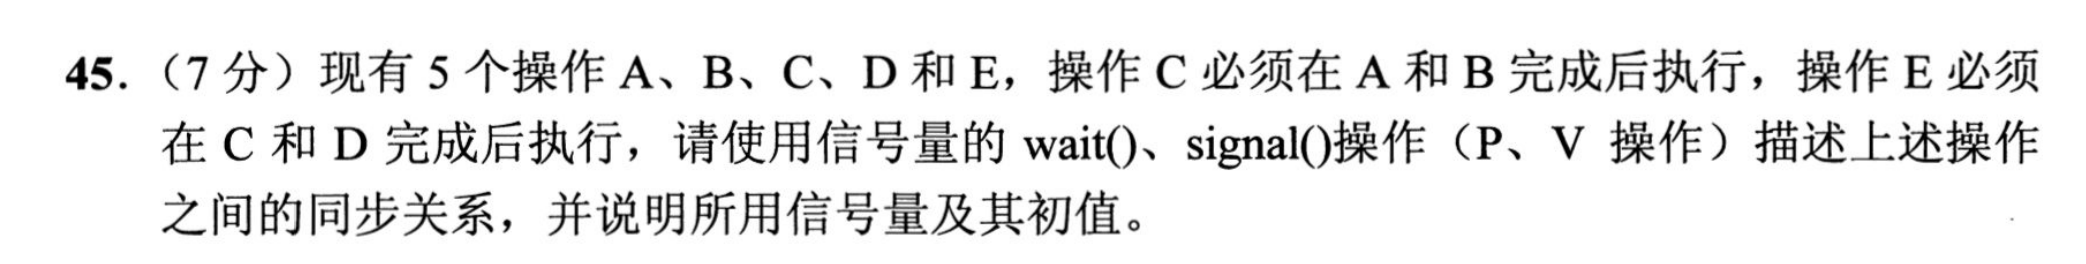 45.（7 分）现有 5 个操作 A、B、C、D 和 E，操作 C 必须在 A 和 B 完成后执行，操作 E 必须
在 C 和 D 完成后执行，请使用信号量的 wait()、signal()操作（P、V 操作）描述上述操作
之间的同步关系，并说明所用信号量及其初值。